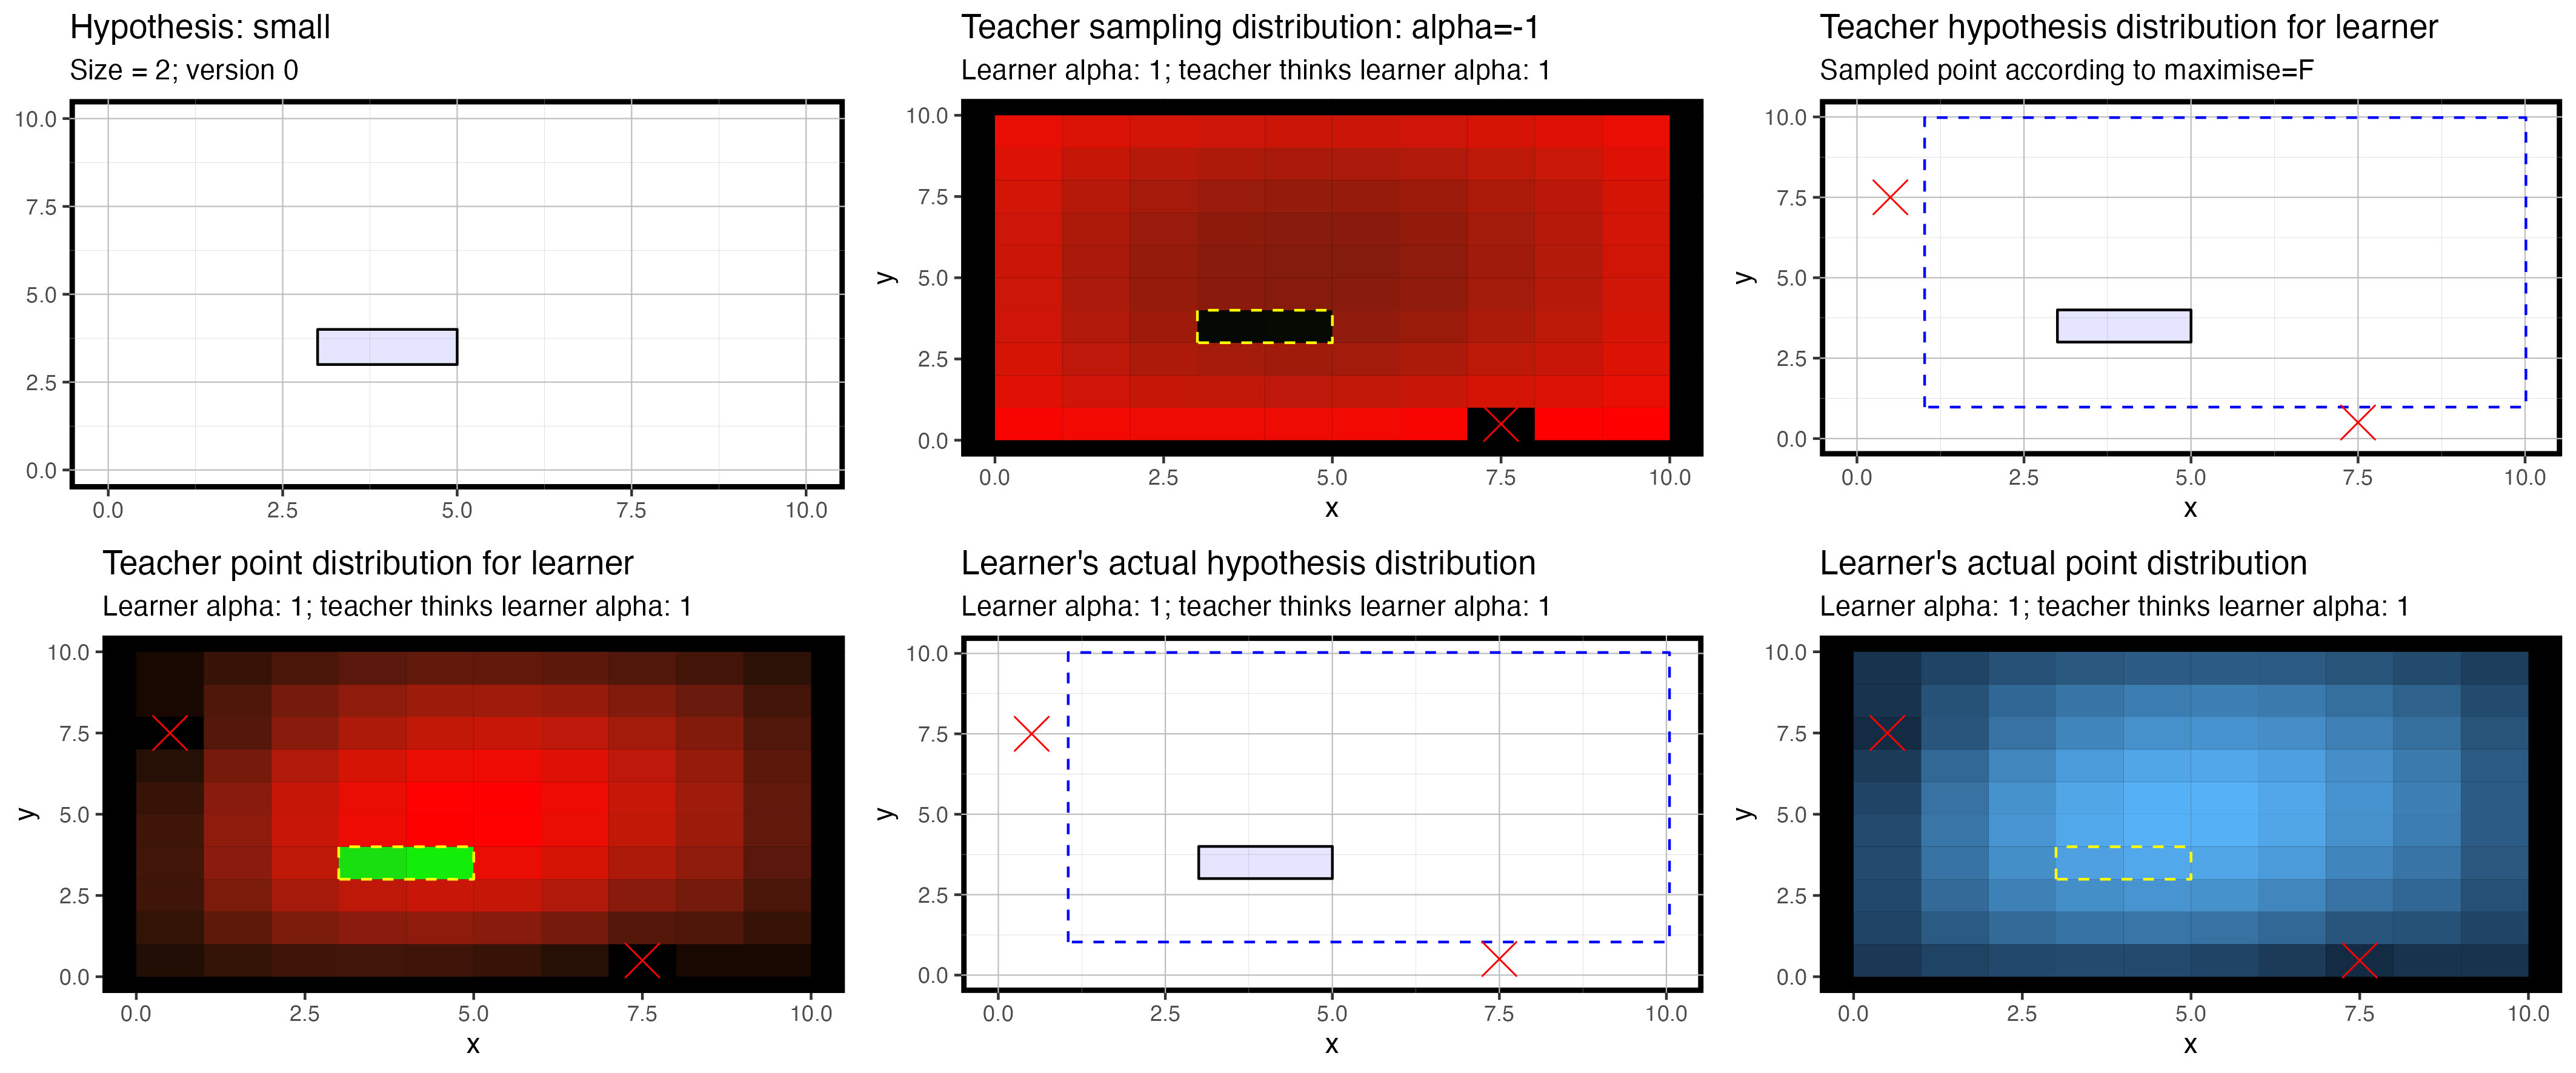 Hypothesis: small
Size = 2; version 0
10.0
7.5
5.0
2.5
0.0
0.0 2.5 5.0 7.5 10.0
Teacher sampling distribution: alpha=-1
Learner alpha: 1; teacher thinks learner alpha: 1
y
10.0
7.5
5.0
2.5
0.0
0.0 2.5 5.0 7.5 10.0
x
Teacher hypothesis distribution for learner
Sampled point according to maximise=F
y
10.0
7.5
5.0
2.5
0.0
0.0 2.5 5.0 7.5 10.0
x
Teacher point distribution for learner
Learner alpha: 1; teacher thinks learner alpha: 1
y
10.0
7.5
5.0
2.5
0.0
0.0 2.5 5.0 7.5 10.0
x
Learner's actual hypothesis distribution
Learner alpha: 1; teacher thinks learner alpha: 1
y
10.0
7.5
5.0
2.5
0.0
0.0 2.5 5.0 7.5 10.0
x
Learner's actual point distribution
Learner alpha: 1; teacher thinks learner alpha: 1
y
10.0
7.5
5.0
2.5
0.0
0.0 2.5 5.0 7.5 10.0
x